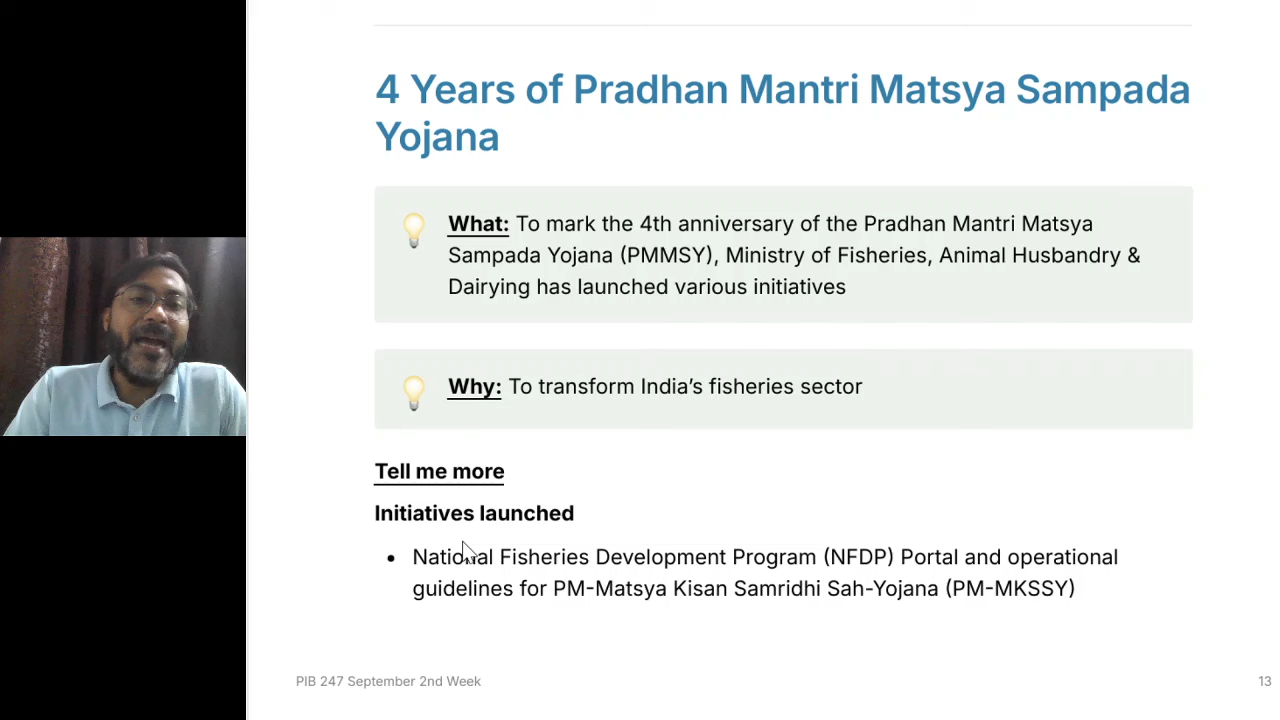 4 Years of Pradhan Mantri Matsya Sampada
Yojana
What: To mark the 4th anniversary of the Pradhan Mantri Matsya
Sampada Yojana (PMMSY), Ministry of Fisheries, Animal Husbandry &
Dairying has launched various initiatives
Why: To transform India’s fisheries sector
Tell me more
Initiatives launched
• National Fisheries Development Program (NFDP) Portal and operational
guidelines for PM-Matsya Kisan Samridhi Sah-Yojana (PM-MKSSY)
PIB 247 September 2nd Week
13